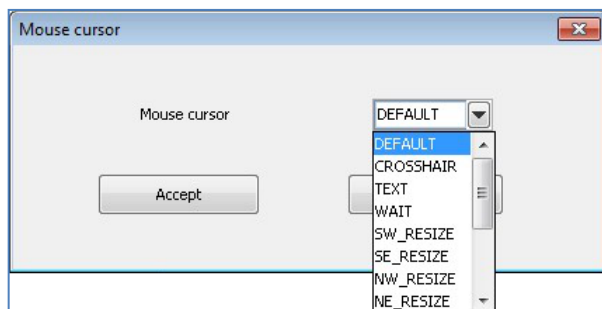 Mouse cursor
Mouse cursor
DEFAULT
DEFAULT
CROSSHAIR
TEXT
WAIT
SW_RESIZE
SE_RESIZE
NW_RESIZE
NE_RESIZE
Accept